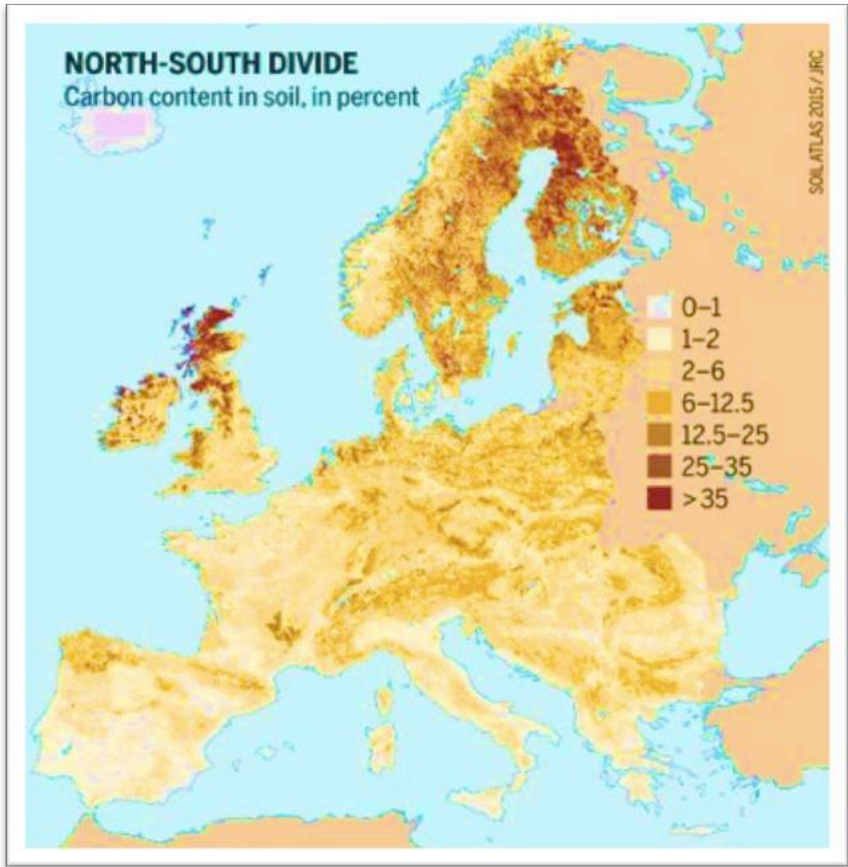 NORTH-SOUTH DIVIDE
Carbon content in soil, in percent
SOIL ATLAS 2015 / JRC
0–1
1–2
2–6
6–12.5
12.5–25
25–35
>35